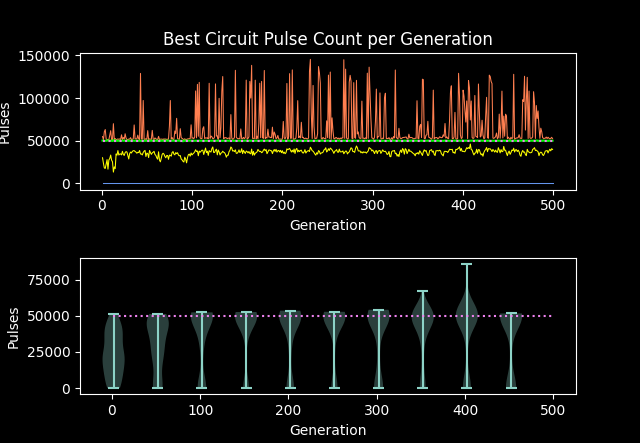 Best Circuit Pulse Count per Generation
150000
100000
50000
0
Pulses
0 100 200 300 400 500
Generation
75000
50000
25000
0
Pulses
0 100 200 300 400 500
Generation